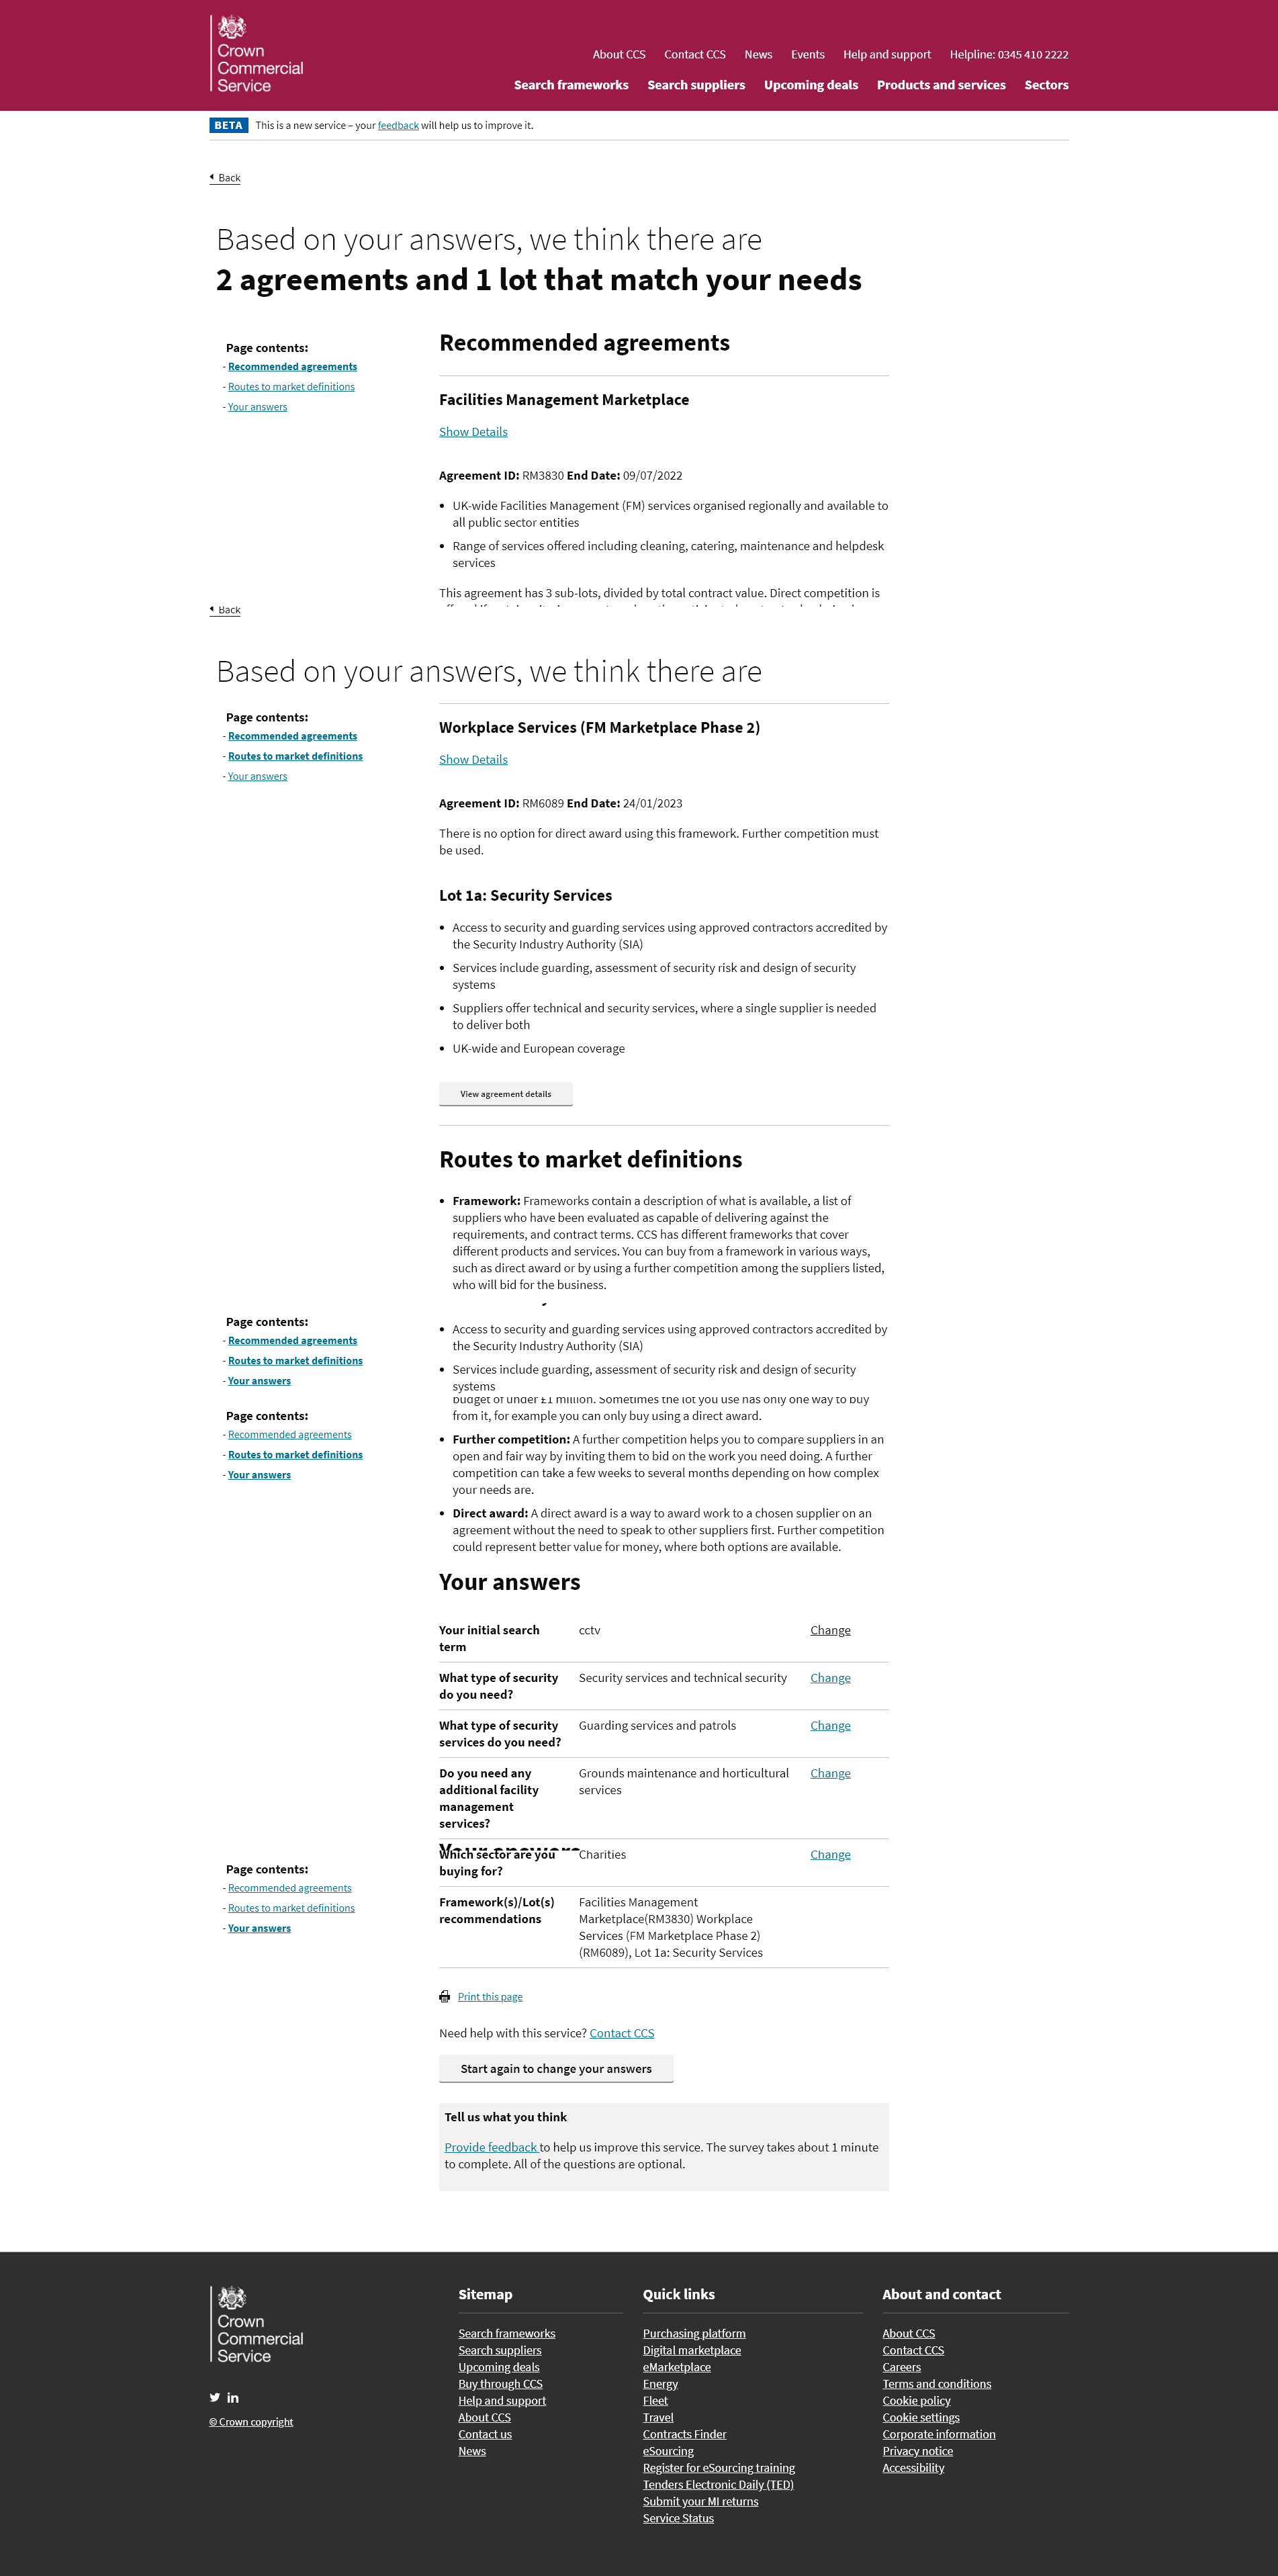 Crown
Commercial
Service
About CCS Contact CCS News Events Help and support Helpline: 0345 410 2222
Search frameworks Search suppliers Upcoming deals Products and services Sectors
BETA This is a new service – your feedback will help us to improve it.
Back
Based on your answers, we think there are
2 agreements and 1 lot that match your needs
Page contents:
- Recommended agreements
- Routes to market definitions
- Your answers
Recommended agreements
Facilities Management Marketplace
Show Details
Agreement ID: RM3830 End Date: 09/07/2022
• UK-wide Facilities Management (FM) services organised regionally and available to
all public sector entities
• Range of services offered including cleaning, catering, maintenance and helpdesk
services
This agreement has 3 sub-lots, divided by total contract value. Direct competition is
Back
Based on your answers, we think there are
Page contents:
- Recommended agreements
- Routes to market definitions
- Your answers
Workplace Services (FM Marketplace Phase 2)
Show Details
Agreement ID: RM6089 End Date: 24/01/2023
There is no option for direct award using this framework. Further competition must
be used.
Lot 1a: Security Services
• Access to security and guarding services using approved contractors accredited by
the Security Industry Authority (SIA)
• Services include guarding, assessment of security risk and design of security
systems
• Suppliers offer technical and security services, where a single supplier is needed
to deliver both
• UK-wide and European coverage
View agreement details
Routes to market definitions
• Framework: Frameworks contain a description of what is available, a list of
suppliers who have been evaluated as capable of delivering against the
requirements, and contract terms. CCS has different frameworks that cover
different products and services. You can buy from a framework in various ways,
such as direct award or by using a further competition among the suppliers listed,
who will bid for the business.
Page contents:
- Recommended agreements
- Routes to market definitions
- Your answers
• Access to security and guarding services using approved contractors accredited by
the Security Industry Authority (SIA)
• Services include guarding, assessment of security risk and design of security
systems
budget of under £1 million. Sometimes the lot you use has only one way to buy
from it, for example you can only buy using a direct award.
Page contents:
- Recommended agreements
- Routes to market definitions
- Your answers
• Further competition: A further competition helps you to compare suppliers in an
open and fair way by inviting them to bid on the work you need doing. A further
competition can take a few weeks to several months depending on how complex
your needs are.
• Direct award: A direct award is a way to award work to a chosen supplier on an
agreement without the need to speak to other suppliers first. Further competition
could represent better value for money, where both options are available.
Your answers
Your initial search cctv Change
term
What type of security Security services and technical security Change
do you need?
What type of security Guarding services and patrols Change
services do you need?
Do you need any Grounds maintenance and horticultural Change
additional facility services
management
services?
Your answers
Which sector are you Charities Change
buying for?
Page contents:
- Recommended agreements
- Routes to market definitions
- Your answers
Framework(s)/Lot(s) Facilities Management
recommendations Marketplace(RM3830) Workplace
Services (FM Marketplace Phase 2)
(RM6089), Lot 1a: Security Services
Print this page
Need help with this service? Contact CCS
Start again to change your answers
Tell us what you think
Provide feedback to help us improve this service. The survey takes about 1 minute
to complete. All of the questions are optional.
Crown
Commercial
Service
© Crown copyright
Sitemap
Search frameworks
Search suppliers
Upcoming deals
Buy through CCS
Help and support
About CCS
Contact us
News
Quick links
Purchasing platform
Digital marketplace
eMarketplace
Energy
Fleet
Travel
Contracts Finder
eSourcing
Register for eSourcing training
Tenders Electronic Daily (TED)
Submit your MI returns
Service Status
About and contact
About CCS
Contact CCS
Careers
Terms and conditions
Cookie policy
Cookie settings
Corporate information
Privacy notice
Accessibility